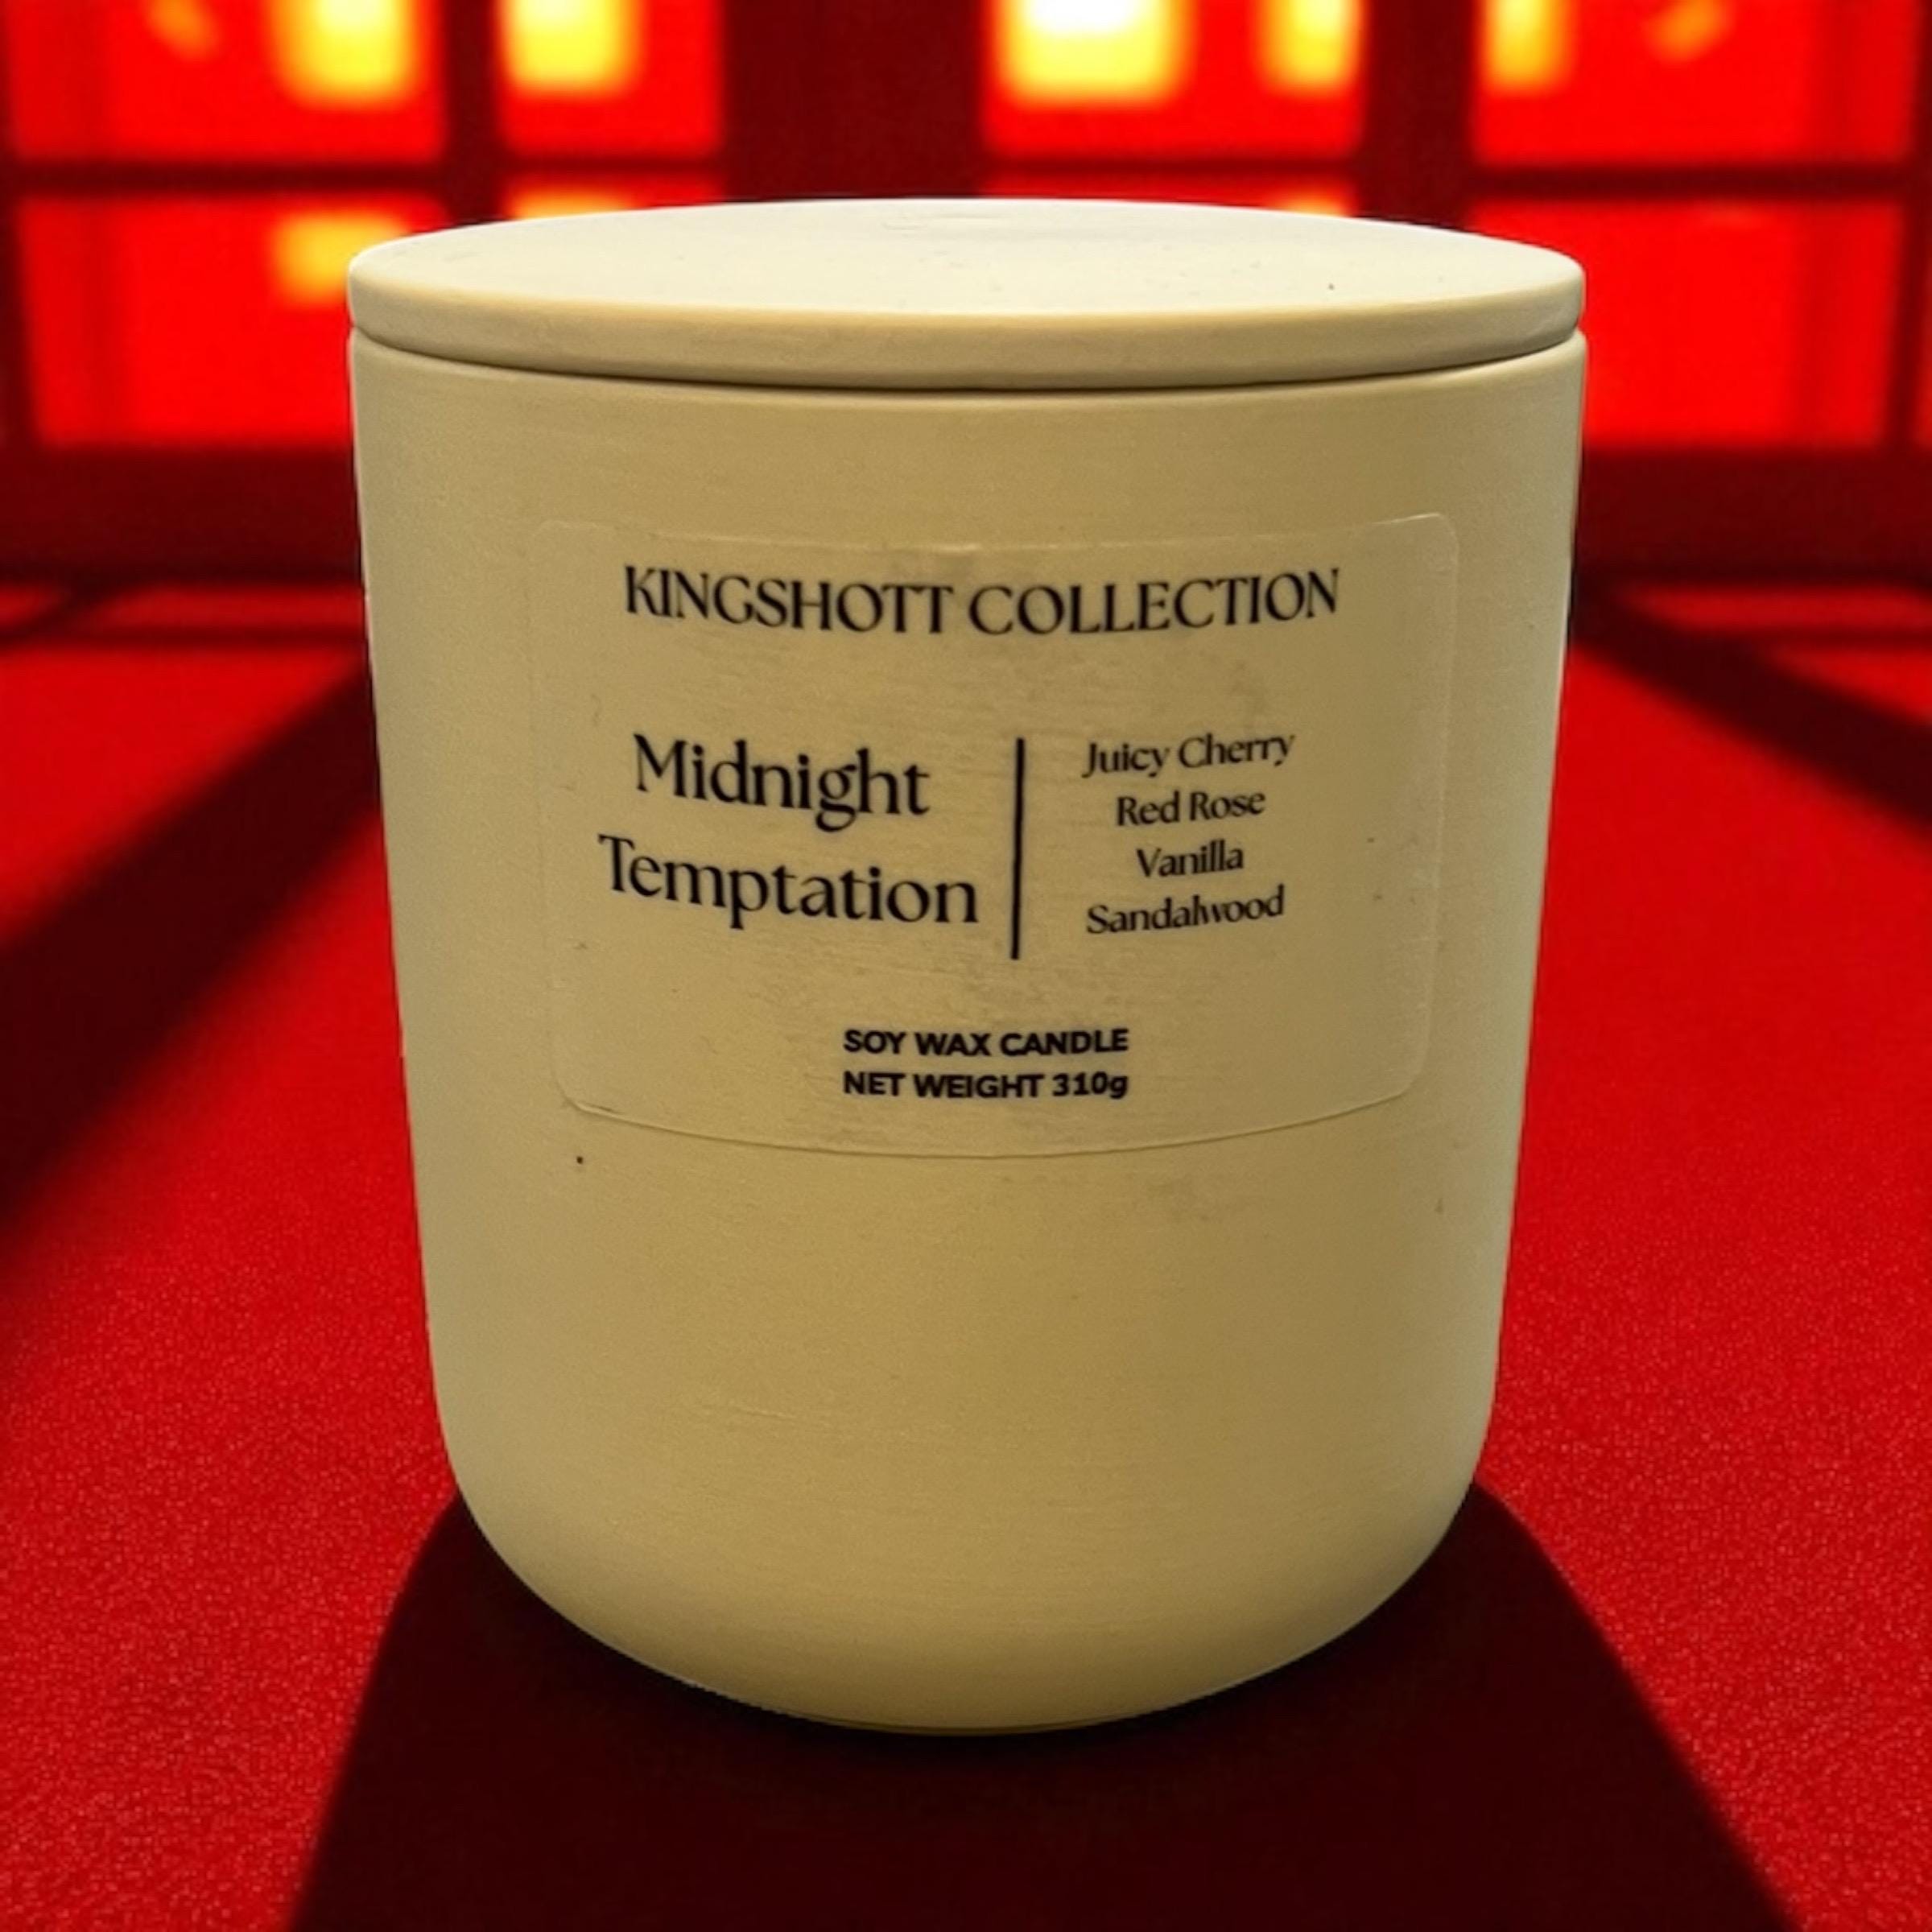 KINGSHOTT COLLECTION
Midnight
Temptation
Juicy Cherry
Red Rose
Vanilla
Sandalwood
SOY WAX CANDLE
NET WEIGHT 310g